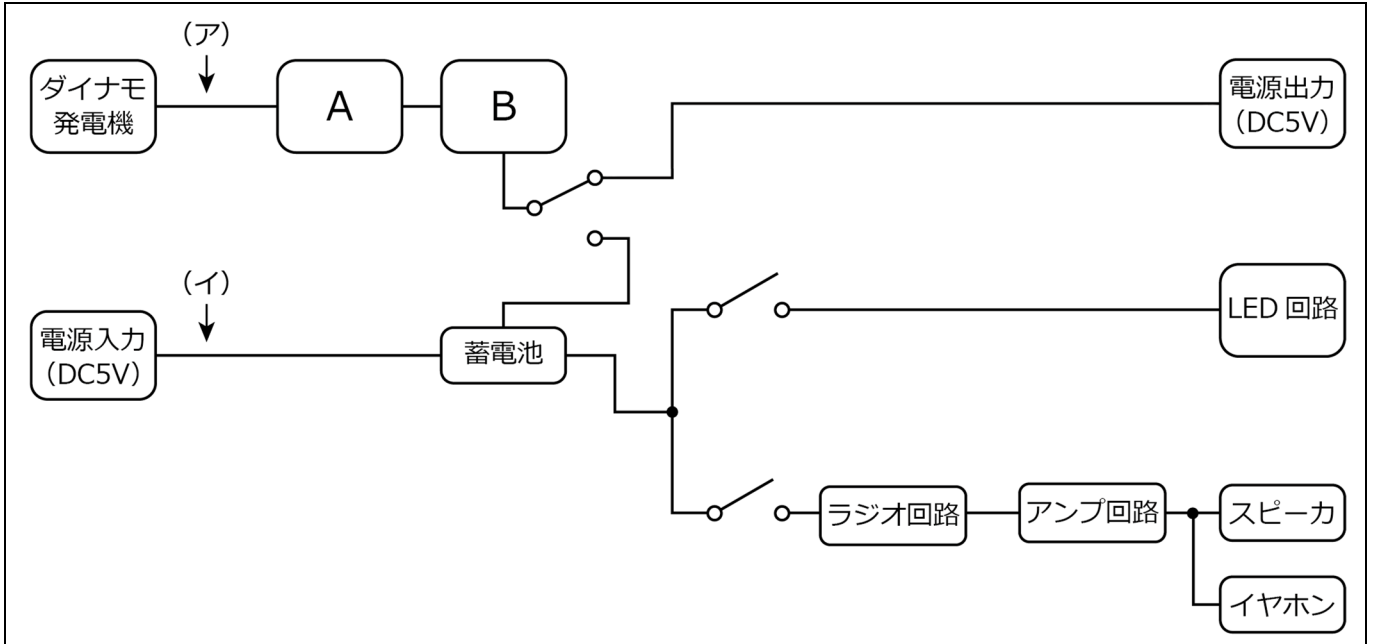 (ア)
ダイナモ
発電機
A
B
電源出力
(DC5V)
(イ)
電源入力
(DC5V)
蓄電池
LED 回路
ラジオ回路
アンプ回路
スピーカ
イヤホン